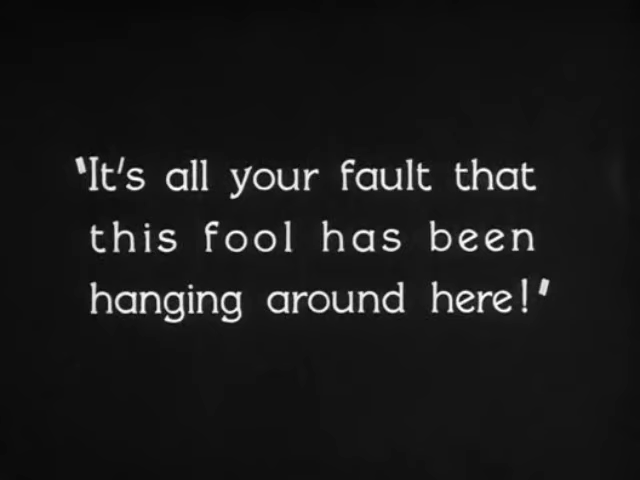 "It's all your fault that
this fool has been
hanging around here!"